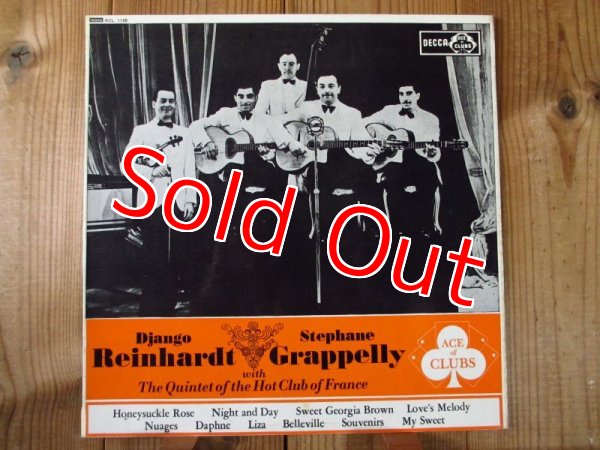 ACL 1158
DECCA
ACE
of
CLUBS
Sold Out
Django
Reinhardt
with
Stephane
Grappelly
The Quintet of the Hot Club of France
ACE
of
CLUBS
Honeysuckle Rose Night and Day Sweet Georgia Brown Love's Melody
Nuages Daphne Liza Belleville Souvenirs My Sweet